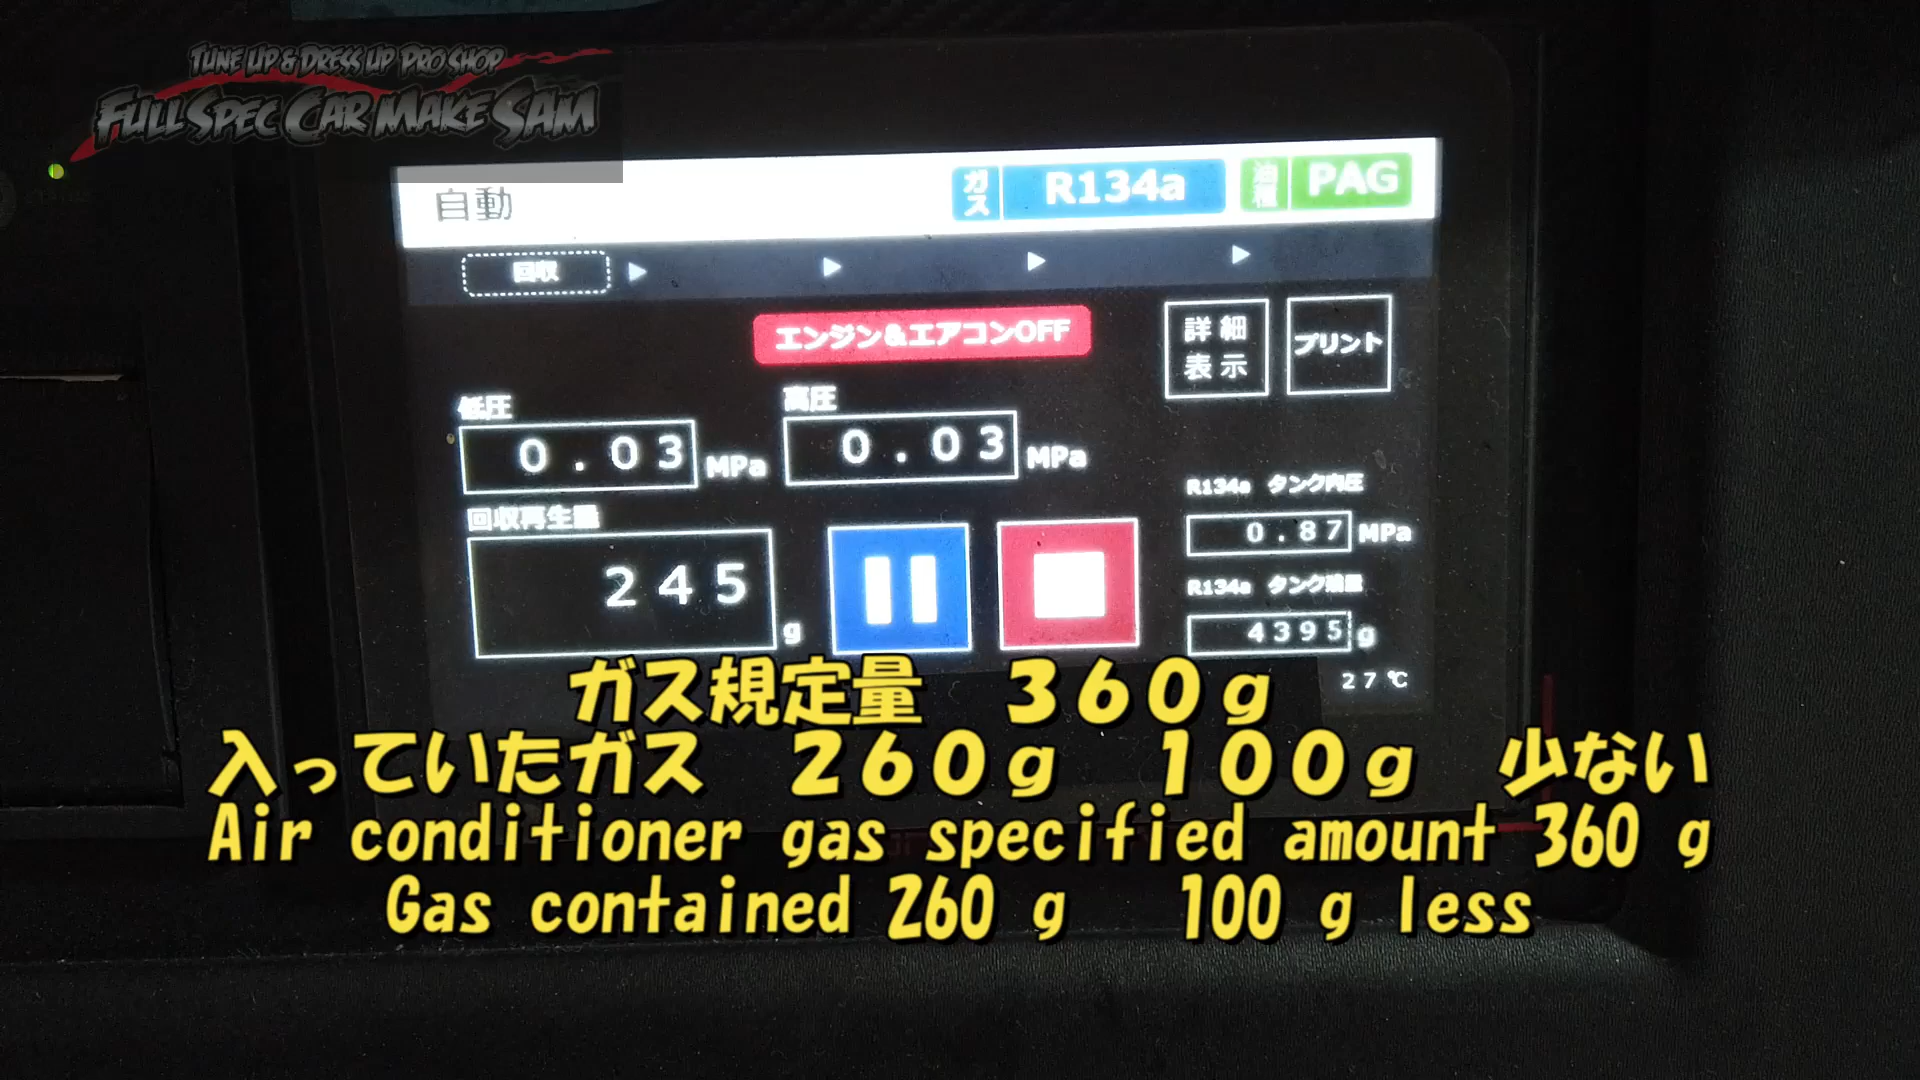 TUNE UP & DRESS UP PRO SHOP
FULL SPEC CAR MAKE SAM
自動
ガス R134a
油種 PAG
回収
エンジン&エアコンOFF
詳細表示
プリント
低圧
0.03 MPa
高圧
0.03 MPa
R134a タンク内圧
0.87 MPa
回収再生量
245 g
R134a タンク残量
4395 g
27℃
ガス規定量 360g
入っていたガス 260g 100g 少ない
Air conditioner gas specified amount 360 g
Gas contained 260 g 100 g less